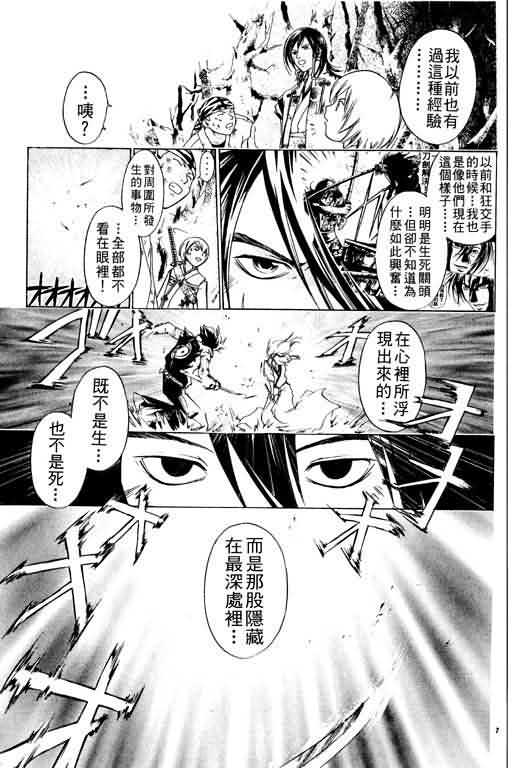 我以前也有
過這種經驗
………
…咦?
以前和狂交手
的時候…我也
是像他們現在
這個樣子……
刀劍解決
明明是生死關頭
…但卻不知道為
什麼如此興奮…
……
對周圍所發
生的事物…
…全部都不
看在眼裡!
在心裡所浮
現出來的…
既不是生…
也不是死…
而是那股隱藏
在最深處裡…
7